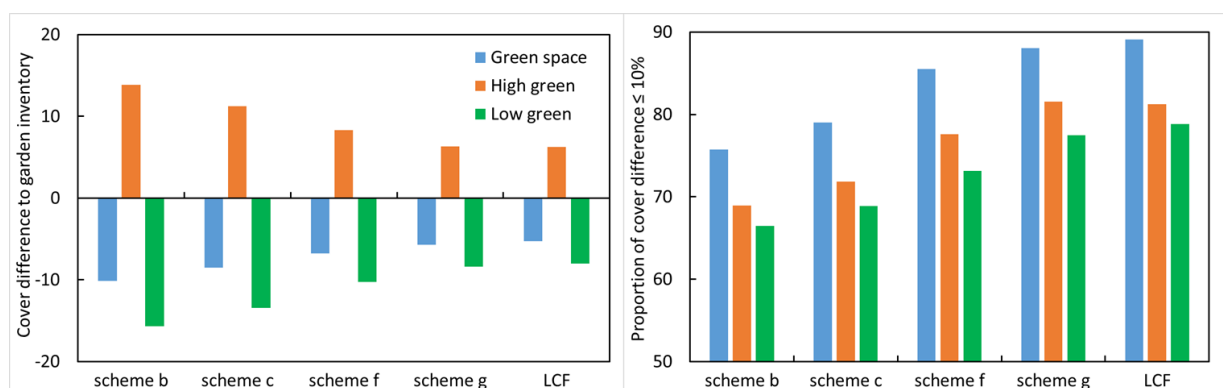 Cover difference to garden inventory
20
10
0
-10
-20
Green space
High green
Low green
scheme b scheme c scheme f scheme g LCF
Proportion of cover difference ≤ 10%
90
80
70
60
50
scheme b scheme c scheme f scheme g LCF